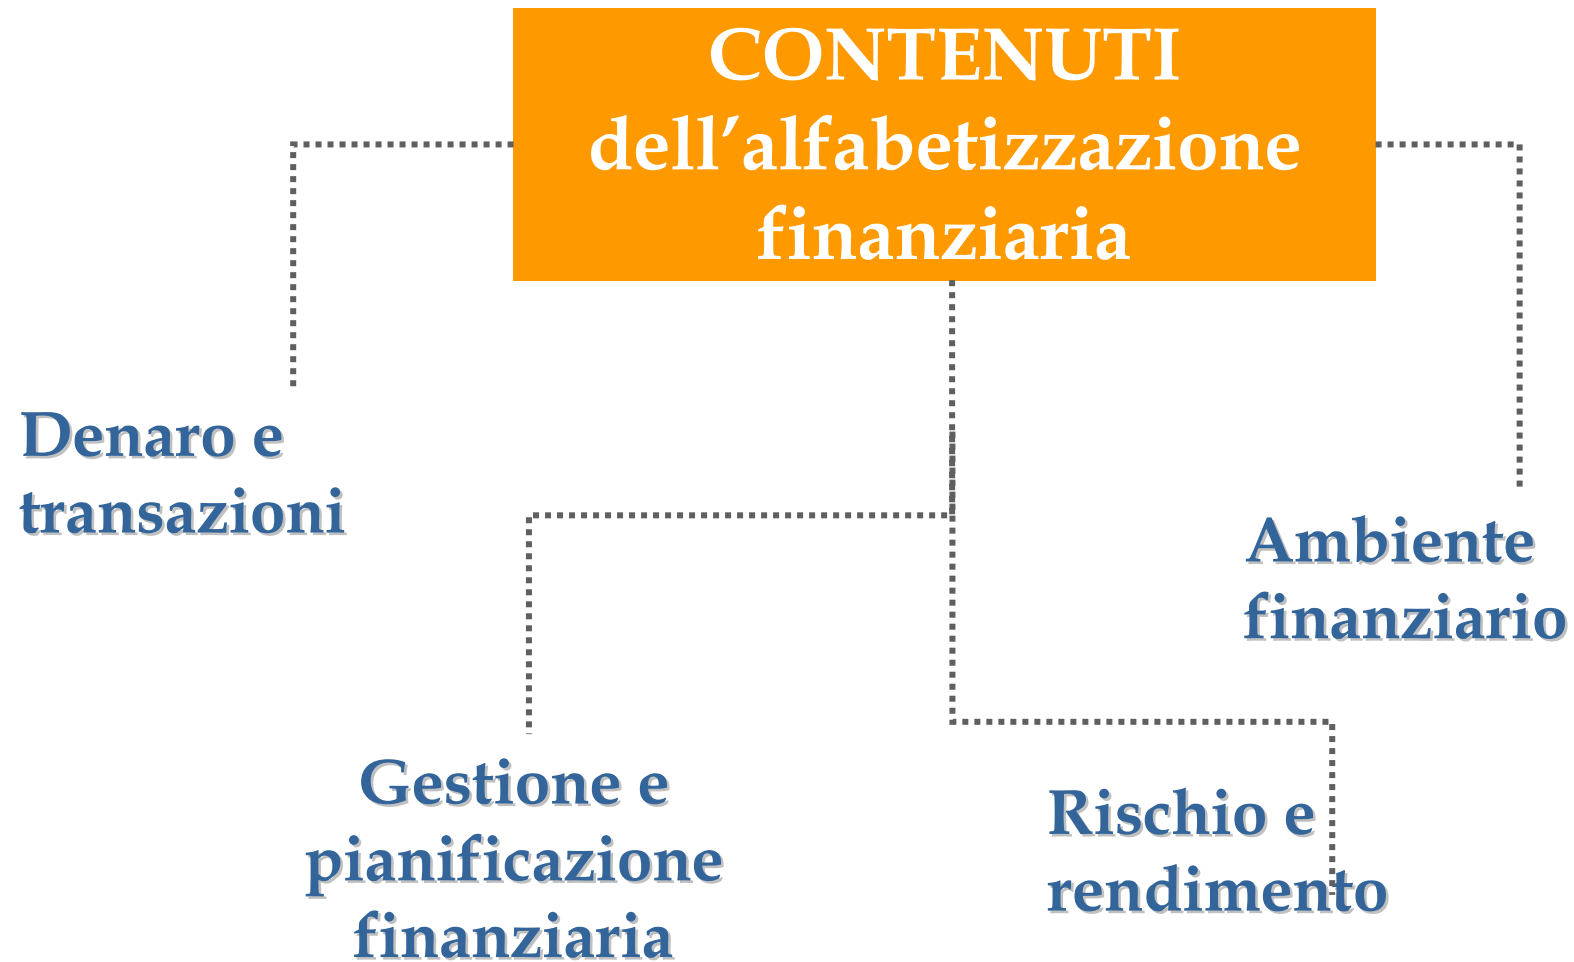 CONTENUTI
dell’alfabetizzazione
finanziaria
Denaro e
transazioni
Ambiente
finanziario
Gestione e
pianificazione
finanziaria
Rischio e
rendimento